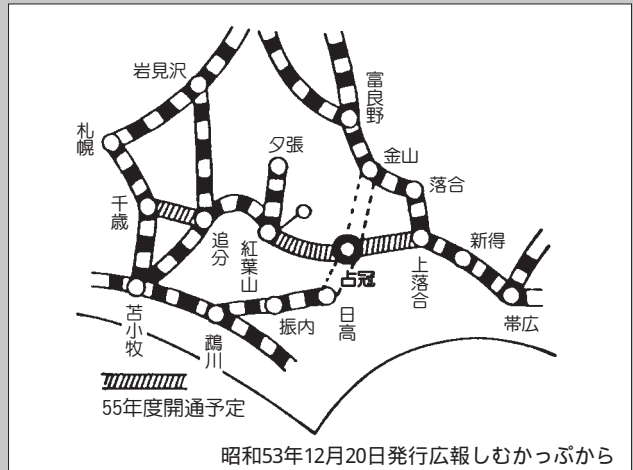 岩見沢
札幌
富良野
夕張
金山
千歳
落合
追分
紅葉山
新得
占冠
上落合
苫小牧
鵡川
振内
日高
帯広
55年度開通予定
昭和53年12月20日発行広報しむかっぷから